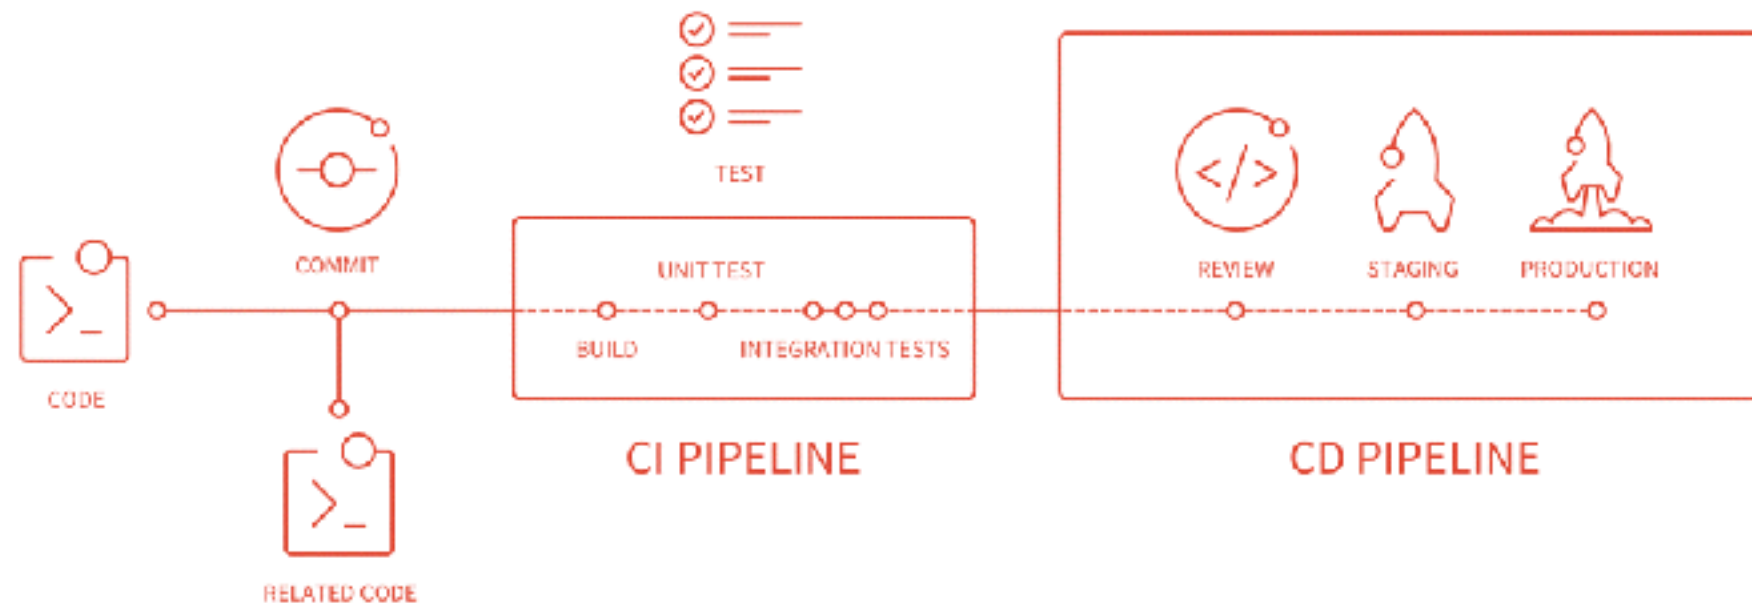 TEST
COMMIT
UNIT TEST
REVIEW
STAGING
PRODUCTION
BUILD
INTEGRATION TESTS
CODE
CI PIPELINE
CD PIPELINE
RELATED CODE